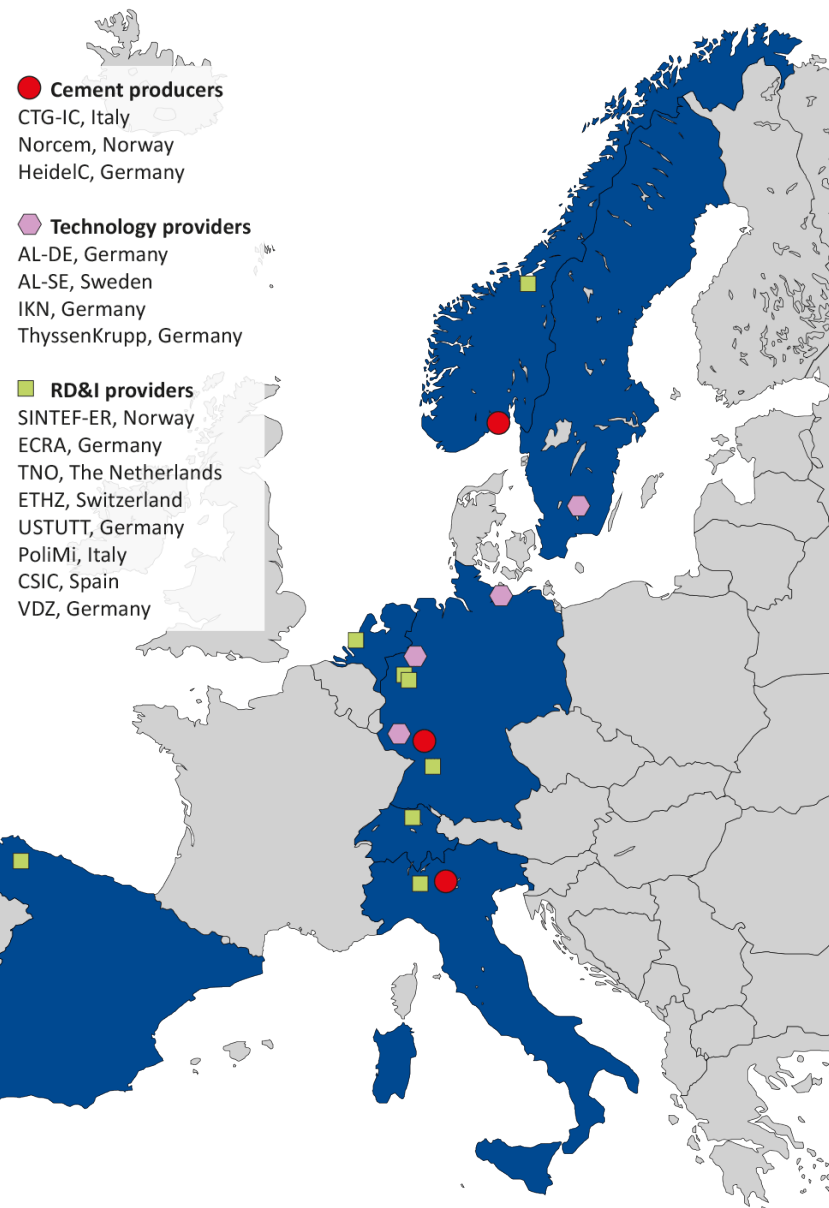 Cement producers
CTG-IC, Italy
Norcem, Norway
HeidelC, Germany
Technology providers
AL-DE, Germany
AL-SE, Sweden
IKN, Germany
ThyssenKrupp, Germany
RD&I providers
SINTEF-ER, Norway
ECRA, Germany
TNO, The Netherlands
ETHZ, Switzerland
USTUTT, Germany
PoliMi, Italy
CSIC, Spain
VDZ, Germany